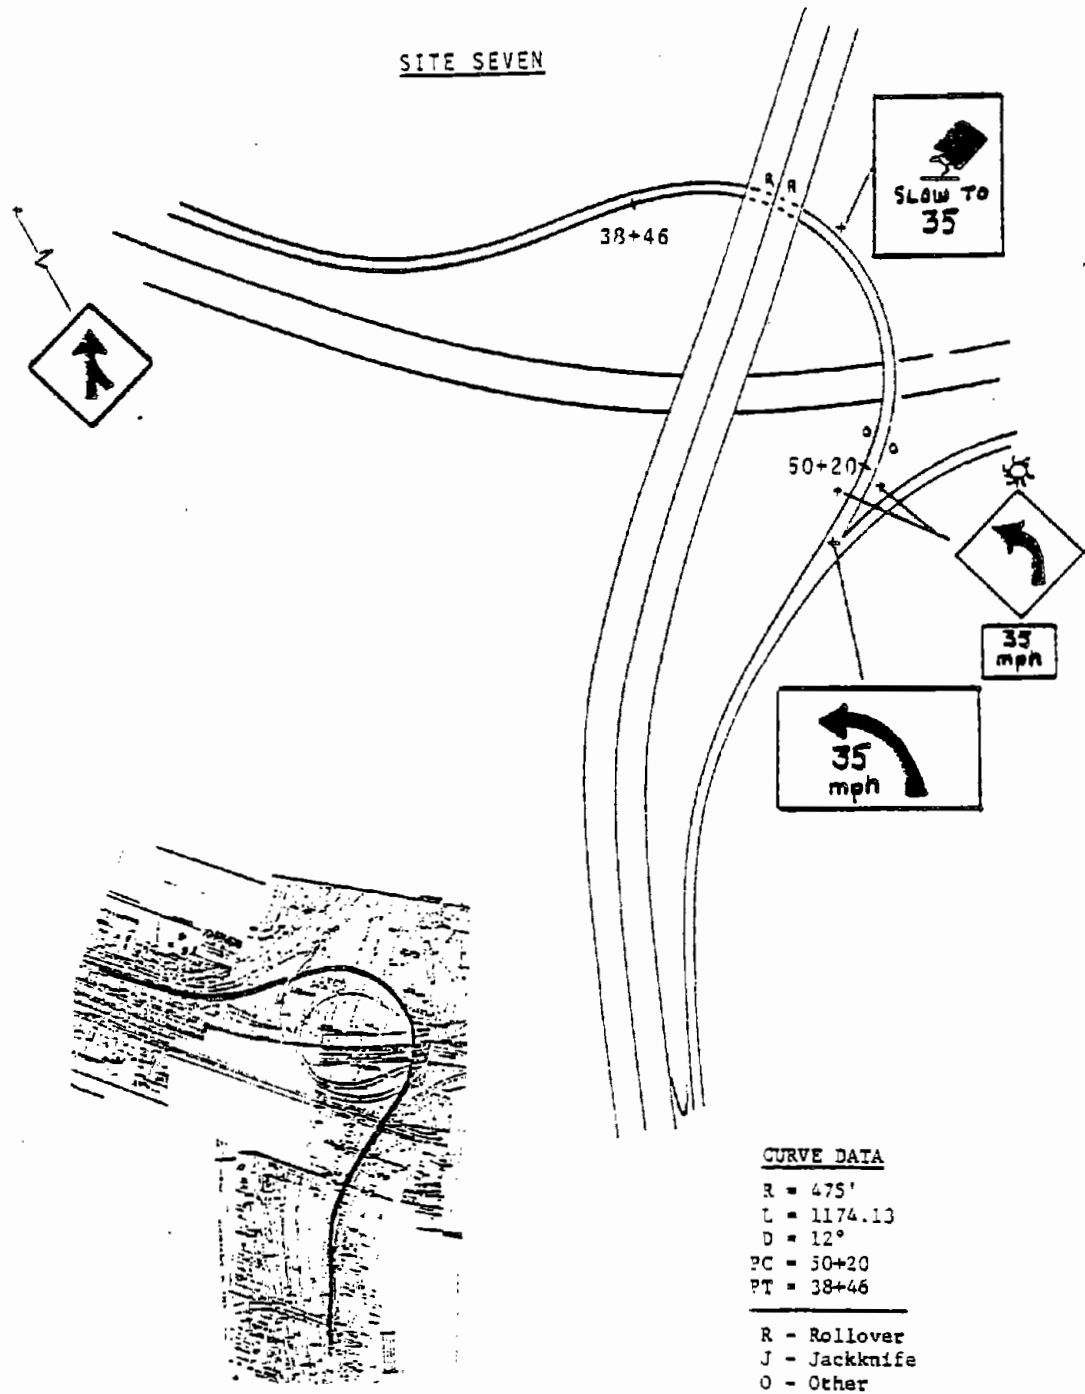 SITE SEVEN
R R
SLOW TO
35
38+46
N
O
O
50+20
35
mph
35
mph
CURVE DATA
R = 475'
L = 1174.13
D = 12°
PC = 50+20
PT = 38+46
R - Rollover
J - Jackknife
O - Other